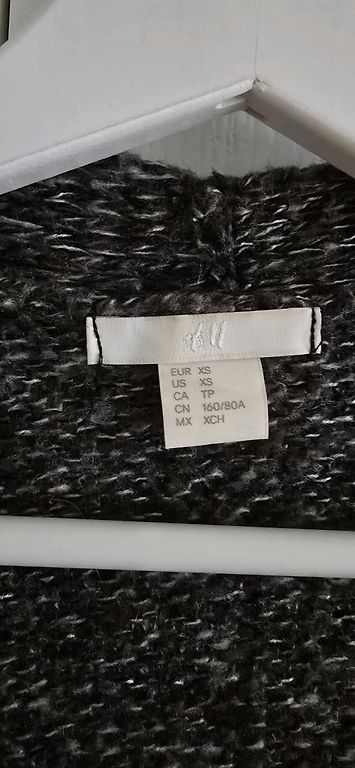 H&M
EUR XS
US XS
CA TP
CN 160/80A
MX XCH